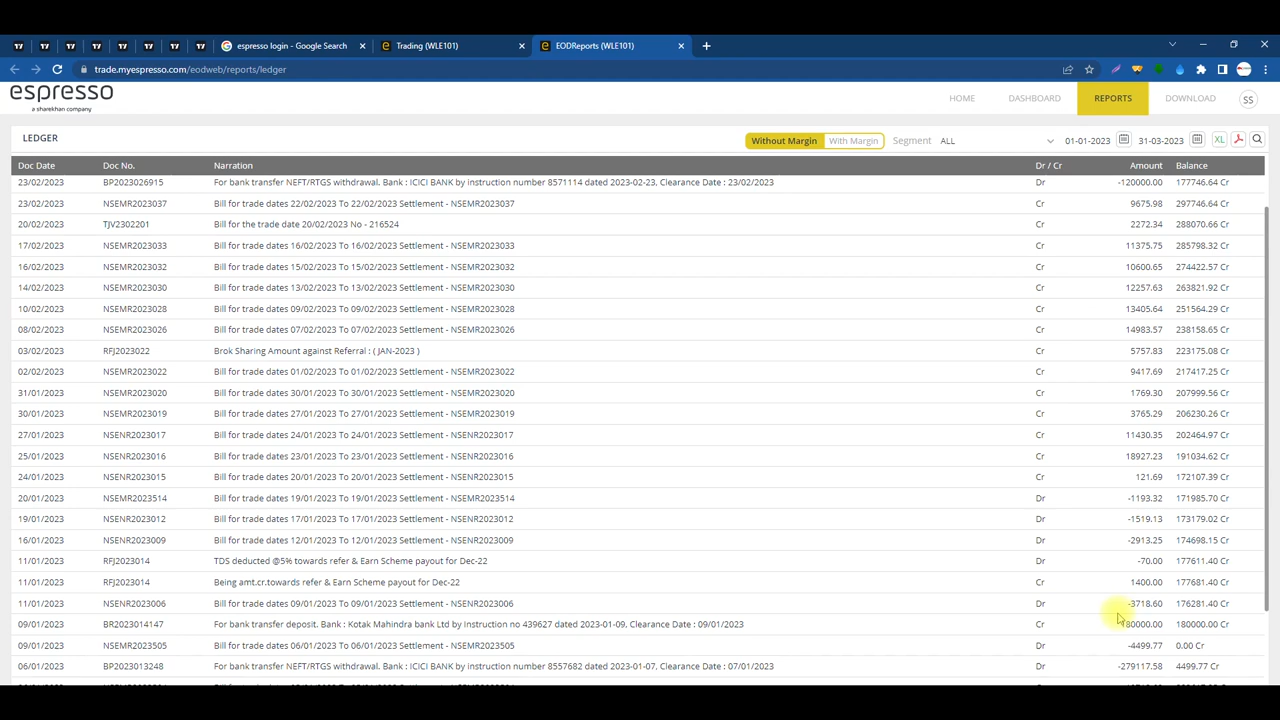 espresso login - Google Search
Trading (WLE101)
EODReports (WLE101)
trade.myespresso.com/eodweb/reports/ledger
espresso
a sharekhan company
HOME DASHBOARD REPORTS DOWNLOAD SS
LEDGER Without Margin With Margin Segment ALL 01-01-2023 31-03-2023 XL
Doc Date Doc No. Narration Dr / Cr Amount Balance
23/02/2023 BP2023026915 For bank transfer NEFT/RTGS withdrawal. Bank : ICICI BANK by instruction number 8571114 dated 2023-02-23. Clearance Date : 23/02/2023 Dr -120000.00 177746.64 Cr
23/02/2023 NSEMR2023037 Bill for trade dates 22/02/2023 To 22/02/2023 Settlement - NSEMR2023037 Cr 9675.98 297746.64 Cr
20/02/2023 TJV2302201 Bill for the trade date 20/02/2023 No - 216524 Cr 2272.34 288070.66 Cr
17/02/2023 NSEMR2023033 Bill for trade dates 16/02/2023 To 16/02/2023 Settlement - NSEMR2023033 Cr 11375.75 285798.32 Cr
16/02/2023 NSEMR2023032 Bill for trade dates 15/02/2023 To 15/02/2023 Settlement - NSEMR2023032 Cr 10600.65 274422.57 Cr
14/02/2023 NSEMR2023030 Bill for trade dates 13/02/2023 To 13/02/2023 Settlement - NSEMR2023030 Cr 12257.63 263821.92 Cr
10/02/2023 NSEMR2023028 Bill for trade dates 09/02/2023 To 09/02/2023 Settlement - NSEMR2023028 Cr 13405.64 251564.29 Cr
08/02/2023 NSEMR2023026 Bill for trade dates 07/02/2023 To 07/02/2023 Settlement - NSEMR2023026 Cr 14983.57 238158.65 Cr
03/02/2023 RFJ2023022 Brok Sharing Amount against Referral : ( JAN-2023 ) Cr 5757.83 223175.08 Cr
02/02/2023 NSEMR2023022 Bill for trade dates 01/02/2023 To 01/02/2023 Settlement - NSEMR2023022 Cr 9417.69 217417.25 Cr
31/01/2023 NSEMR2023020 Bill for trade dates 30/01/2023 To 30/01/2023 Settlement - NSEMR2023020 Cr 1769.30 207999.56 Cr
30/01/2023 NSEMR2023019 Bill for trade dates 27/01/2023 To 27/01/2023 Settlement - NSEMR2023019 Cr 3765.29 206230.26 Cr
27/01/2023 NSENR2023017 Bill for trade dates 24/01/2023 To 24/01/2023 Settlement - NSENR2023017 Cr 11430.35 202464.97 Cr
25/01/2023 NSENR2023016 Bill for trade dates 23/01/2023 To 23/01/2023 Settlement - NSENR2023016 Cr 18927.23 191034.62 Cr
24/01/2023 NSENR2023015 Bill for trade dates 20/01/2023 To 20/01/2023 Settlement - NSENR2023015 Cr 121.69 172107.39 Cr
20/01/2023 NSEMR2023514 Bill for trade dates 19/01/2023 To 19/01/2023 Settlement - NSEMR2023514 Dr -1193.32 171985.70 Cr
19/01/2023 NSENR2023012 Bill for trade dates 17/01/2023 To 17/01/2023 Settlement - NSENR2023012 Dr -1519.13 173179.02 Cr
16/01/2023 NSENR2023009 Bill for trade dates 12/01/2023 To 12/01/2023 Settlement - NSENR2023009 Dr -2913.25 174698.15 Cr
11/01/2023 RFJ2023014 TDS deducted @5% towards refer & Earn Scheme payout for Dec-22 Dr -70.00 177611.40 Cr
11/01/2023 RFJ2023014 Being amt.cr.towards refer & Earn Scheme payout for Dec-22 Cr 1400.00 177681.40 Cr
11/01/2023 NSENR2023006 Bill for trade dates 09/01/2023 To 09/01/2023 Settlement - NSENR2023006 Dr -3718.60 176281.40 Cr
09/01/2023 BR2023014147 For bank transfer deposit. Bank : Kotak Mahindra bank Ltd by Instruction no 439627 dated 2023-01-09. Clearance Date : 09/01/2023 Cr 180000.00 180000.00 Cr
09/01/2023 NSEMR2023505 Bill for trade dates 06/01/2023 To 06/01/2023 Settlement - NSEMR2023505 Dr -4499.77 0.00 Cr
06/01/2023 BP2023013248 For bank transfer NEFT/RTGS withdrawal. Bank : ICICI BANK by instruction number 8557682 dated 2023-01-07. Clearance Date : 07/01/2023 Dr -279117.58 4499.77 Cr